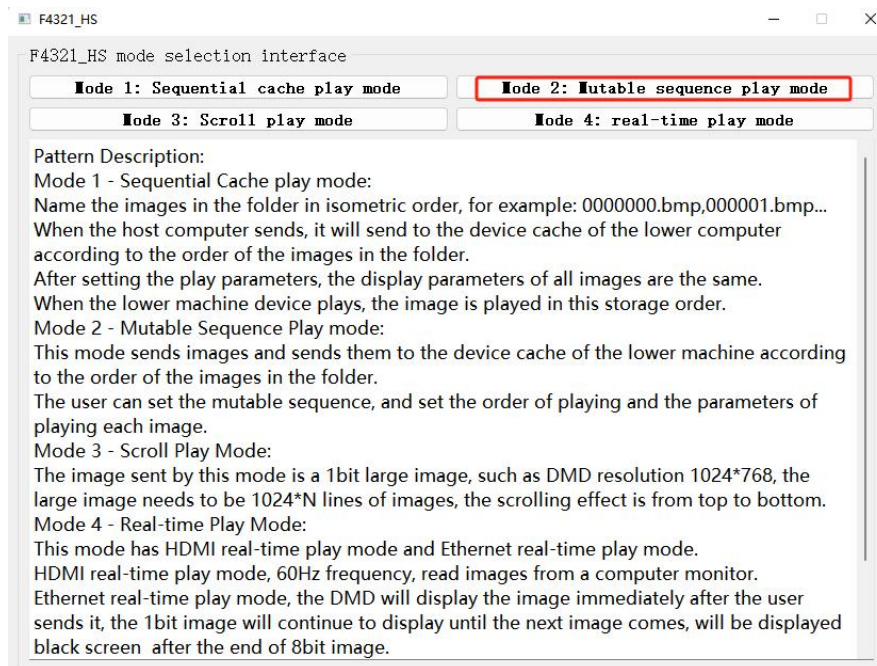 F4321_HS
F4321_HS mode selection interface
Mode 1: Sequential cache play mode
Mode 2: Mutable sequence play mode
Mode 3: Scroll play mode
Mode 4: real-time play mode
Pattern Description:
Mode 1 - Sequential Cache play mode:
Name the images in the folder in isometric order, for example: 0000000.bmp,000001.bmp...
When the host computer sends, it will send to the device cache of the lower computer
according to the order of the images in the folder.
After setting the play parameters, the display parameters of all images are the same.
When the lower machine device plays, the image is played in this storage order.
Mode 2 - Mutable Sequence Play mode:
This mode sends images and sends them to the device cache of the lower machine according
to the order of the images in the folder.
The user can set the mutable sequence, and set the order of playing and the parameters of
playing each image.
Mode 3 - Scroll Play Mode:
The image sent by this mode is a 1bit large image, such as DMD resolution 1024*768, the
large image needs to be 1024*N lines of images, the scrolling effect is from top to bottom.
Mode 4 - Real-time Play Mode:
This mode has HDMI real-time play mode and Ethernet real-time play mode.
HDMI real-time play mode, 60Hz frequency, read images from a computer monitor.
Ethernet real-time play mode, the DMD will display the image immediately after the user
sends it, the 1bit image will continue to display until the next image comes, will be displayed
black screen  after the end of 8bit image.